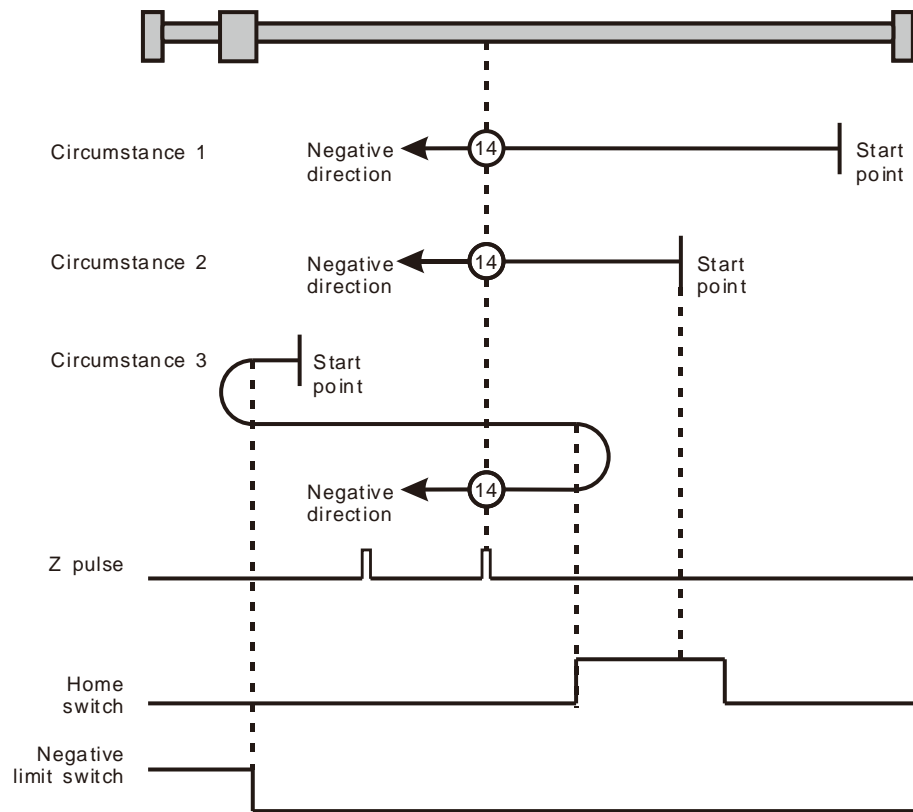 Circumstance 1
Negative
direction
14
Start
point
Circumstance 2
Negative
direction
14
Start
point
Circumstance 3
Start
point
Negative
direction
14
Z pulse
Home
switch
Negative
limit switch